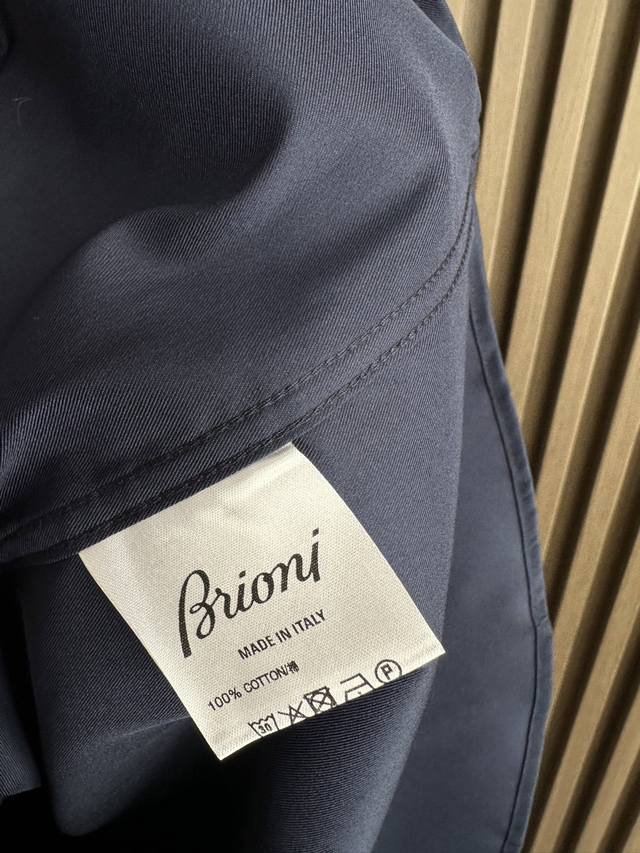 Brioni
MADE IN ITALY
100% COTTON/棉
30 P